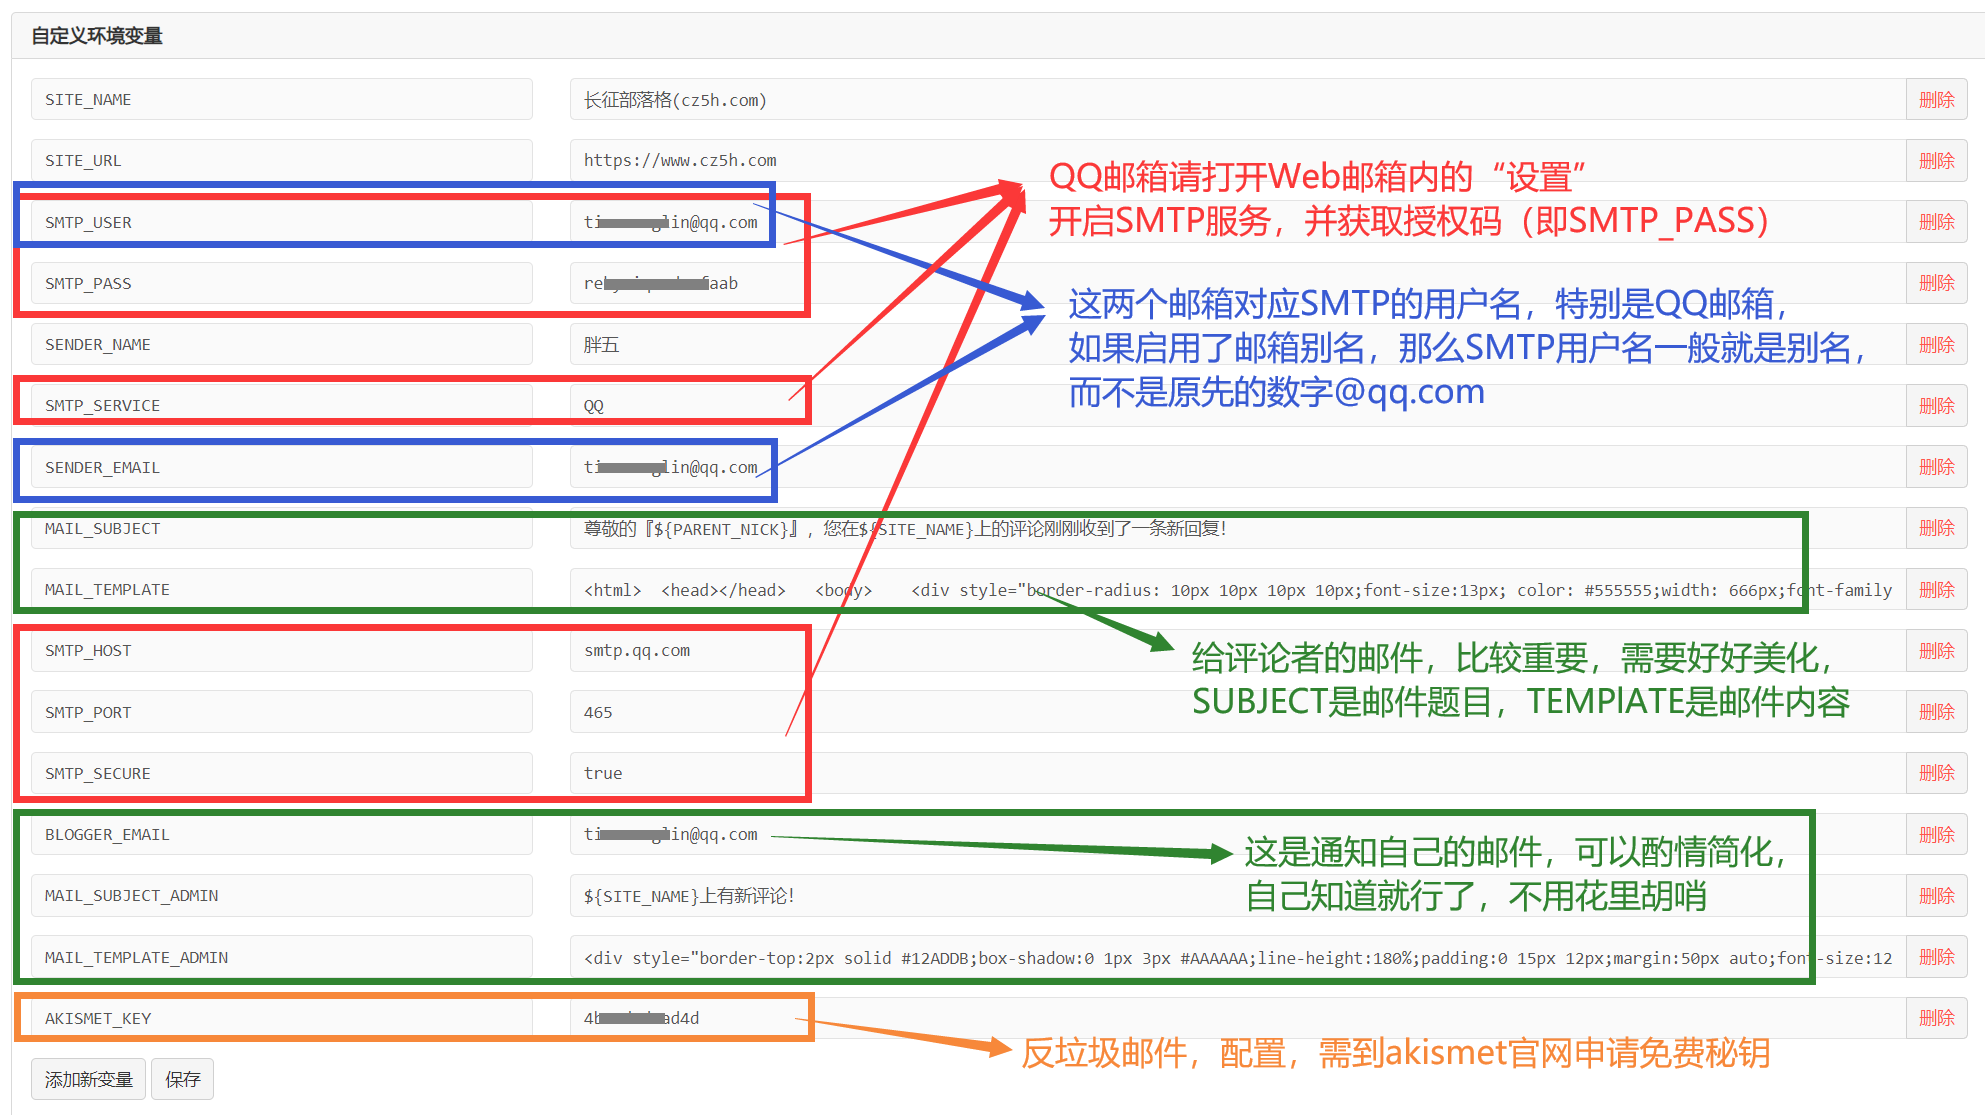 自定义环境变量
SITE_NAME 长征部落格(cz5h.com) 删除
SITE_URL https://www.cz5h.com 删除
QQ邮箱请打开Web邮箱内的“设置”
开启SMTP服务，并获取授权码（即SMTP_PASS）
SMTP_USER ti lin@qq.com 删除
SMTP_PASS re aab 删除
这两个邮箱对应SMTP的用户名，特别是QQ邮箱，
如果启用了邮箱别名，那么SMTP用户名一般就是别名，
而不是原先的数字@qq.com
SENDER_NAME 胖五 删除
SMTP_SERVICE QQ 删除
SENDER_EMAIL ti lin@qq.com 删除
MAIL_SUBJECT 尊敬的『${PARENT_NICK}』，您在${SITE_NAME}上的评论刚刚收到了一条新回复！ 删除
MAIL_TEMPLATE <html>  <head></head>   <body>    <div style="border-radius: 10px 10px 10px 10px;font-size:13px; color: #555555;width: 666px;font-family 删除
给评论者的邮件，比较重要，需要好好美化，
SUBJECT是邮件题目，TEMPlATE是邮件内容
SMTP_HOST smtp.qq.com 删除
SMTP_PORT 465 删除
SMTP_SECURE true 删除
BLOGGER_EMAIL ti lin@qq.com 删除
这是通知自己的邮件，可以酌情简化，
自己知道就行了，不用花里胡哨
MAIL_SUBJECT_ADMIN ${SITE_NAME}上有新评论！ 删除
MAIL_TEMPLATE_ADMIN <div style="border-top:2px solid #12ADDB;box-shadow:0 1px 3px #AAAAAA;line-height:180%;padding:0 15px 12px;margin:50px auto;font-size:12 删除
AKISMET_KEY 4b ad4d 删除
反垃圾邮件，配置，需到akismet官网申请免费秘钥
添加新变量 保存